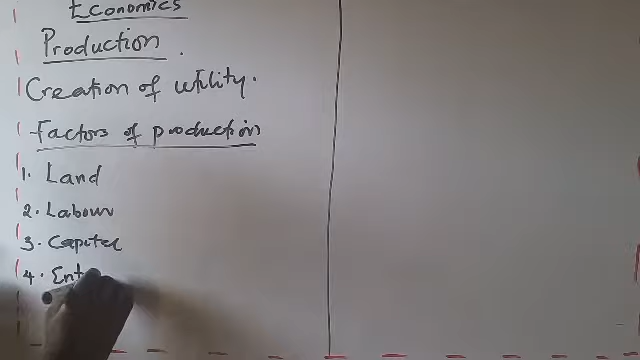 Economics
Production.
Creation of utility.
Factors of production
1. Land
2. Labour
3. Capital
4. Ent